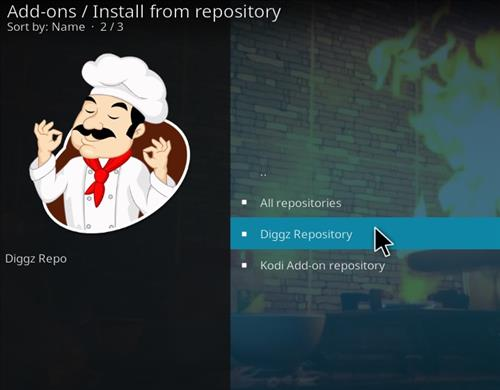 Add-ons / Install from repository
Sort by: Name · 2 / 3
..
All repositories
Diggz Repository
Kodi Add-on repository
Diggz Repo